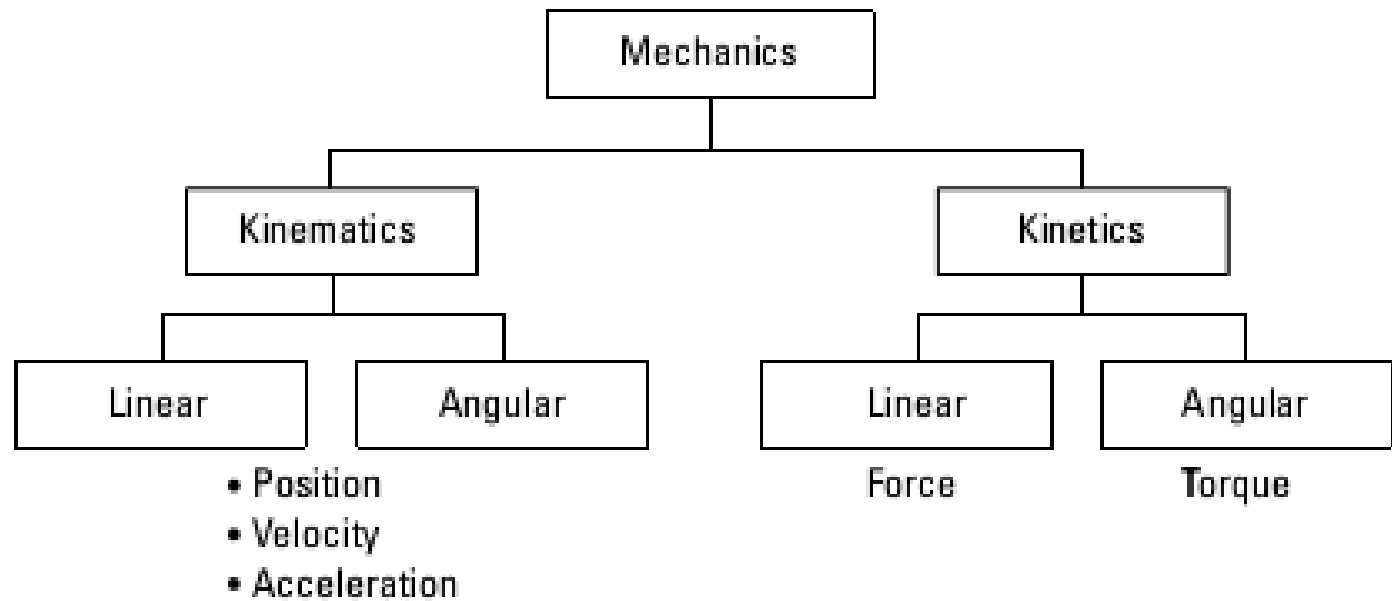 Mechanics
Kinematics
Kinetics
Linear
Angular
Linear
Angular
• Position
• Velocity
• Acceleration
Force
Torque